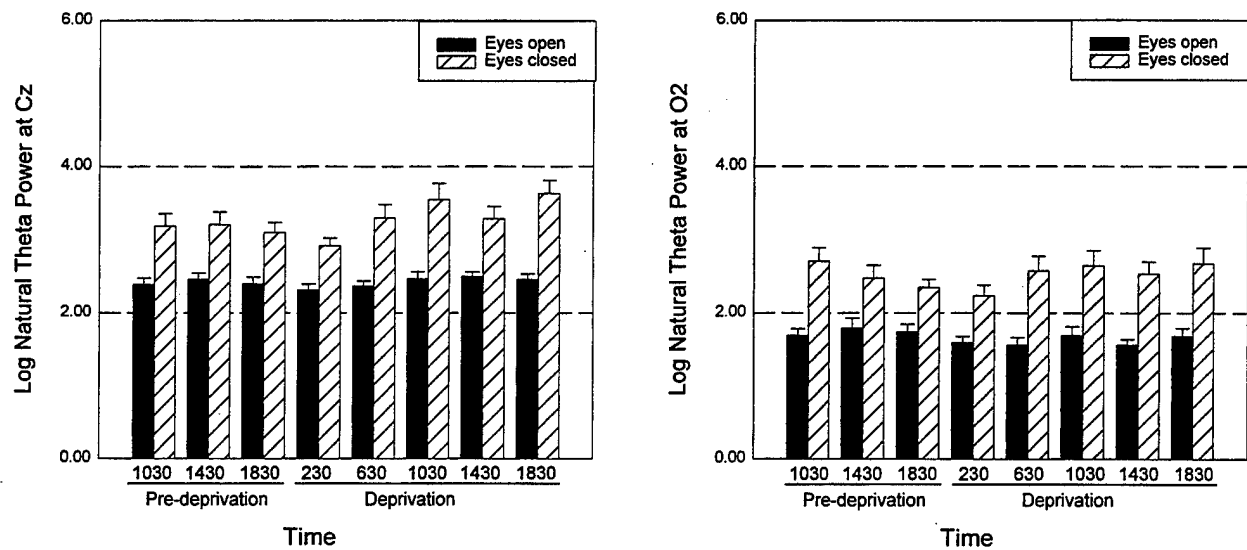 Log Natural Theta Power at Cz
6.00
4.00
2.00
0.00
Eyes open
Eyes closed
1030 1430 1830 230 630 1030 1430 1830
Pre-deprivation Deprivation
Time
Log Natural Theta Power at O2
6.00
4.00
2.00
0.00
Eyes open
Eyes closed
1030 1430 1830 230 630 1030 1430 1830
Pre-deprivation Deprivation
Time